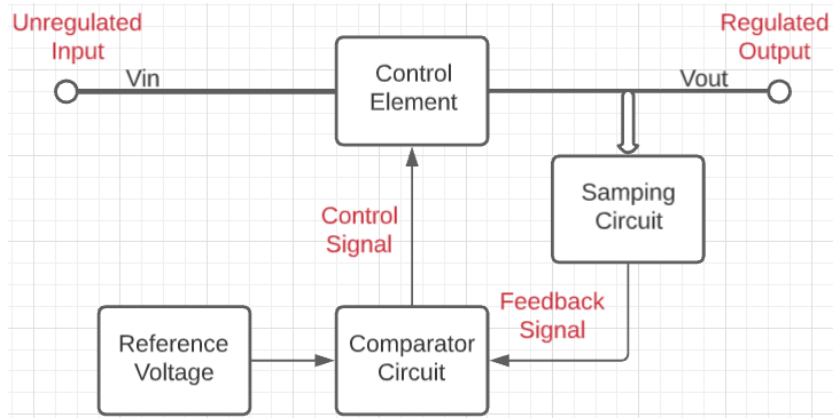 Unregulated
Input
Regulated
Output
Vin
Control
Element
Vout
Samping
Circuit
Control
Signal
Feedback
Signal
Reference
Voltage
Comparator
Circuit